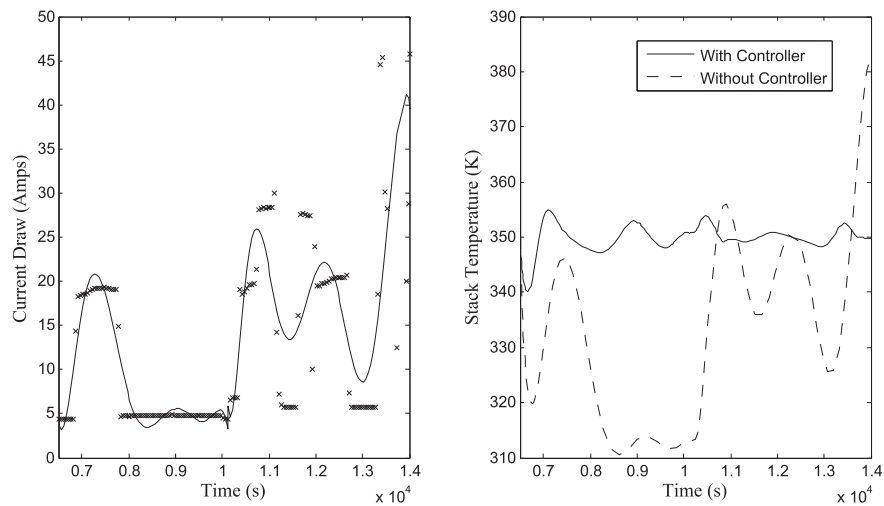 50
45
40
35
30
25
20
15
10
5
0
Current Draw (Amps)
0.7 0.8 0.9 1 1.1 1.2 1.3 1.4
Time (s)
x 10^4
390
380
370
360
350
340
330
320
310
Stack Temperature (K)
With Controller
Without Controller
0.7 0.8 0.9 1 1.1 1.2 1.3 1.4
Time (s)
x 10^4